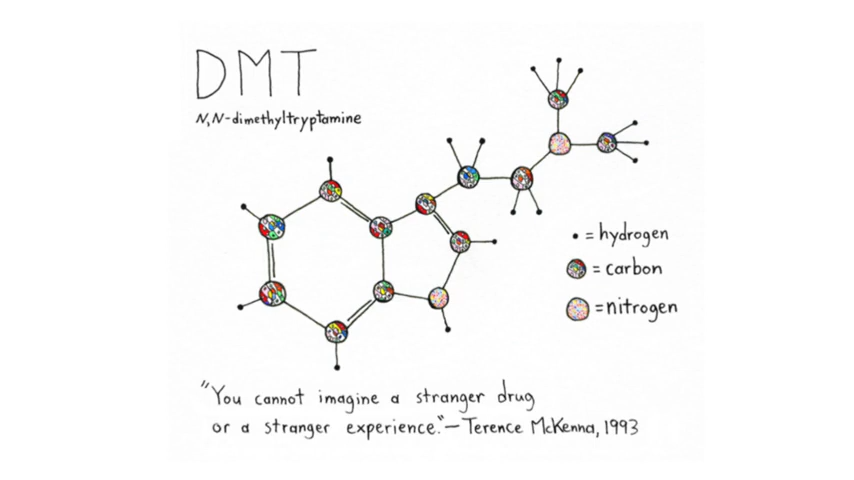 DMT
N,N-dimethyltryptamine
= hydrogen
= carbon
=nitrogen
"You cannot imagine a stranger drug
or a stranger experience."—Terence McKenna, 1993